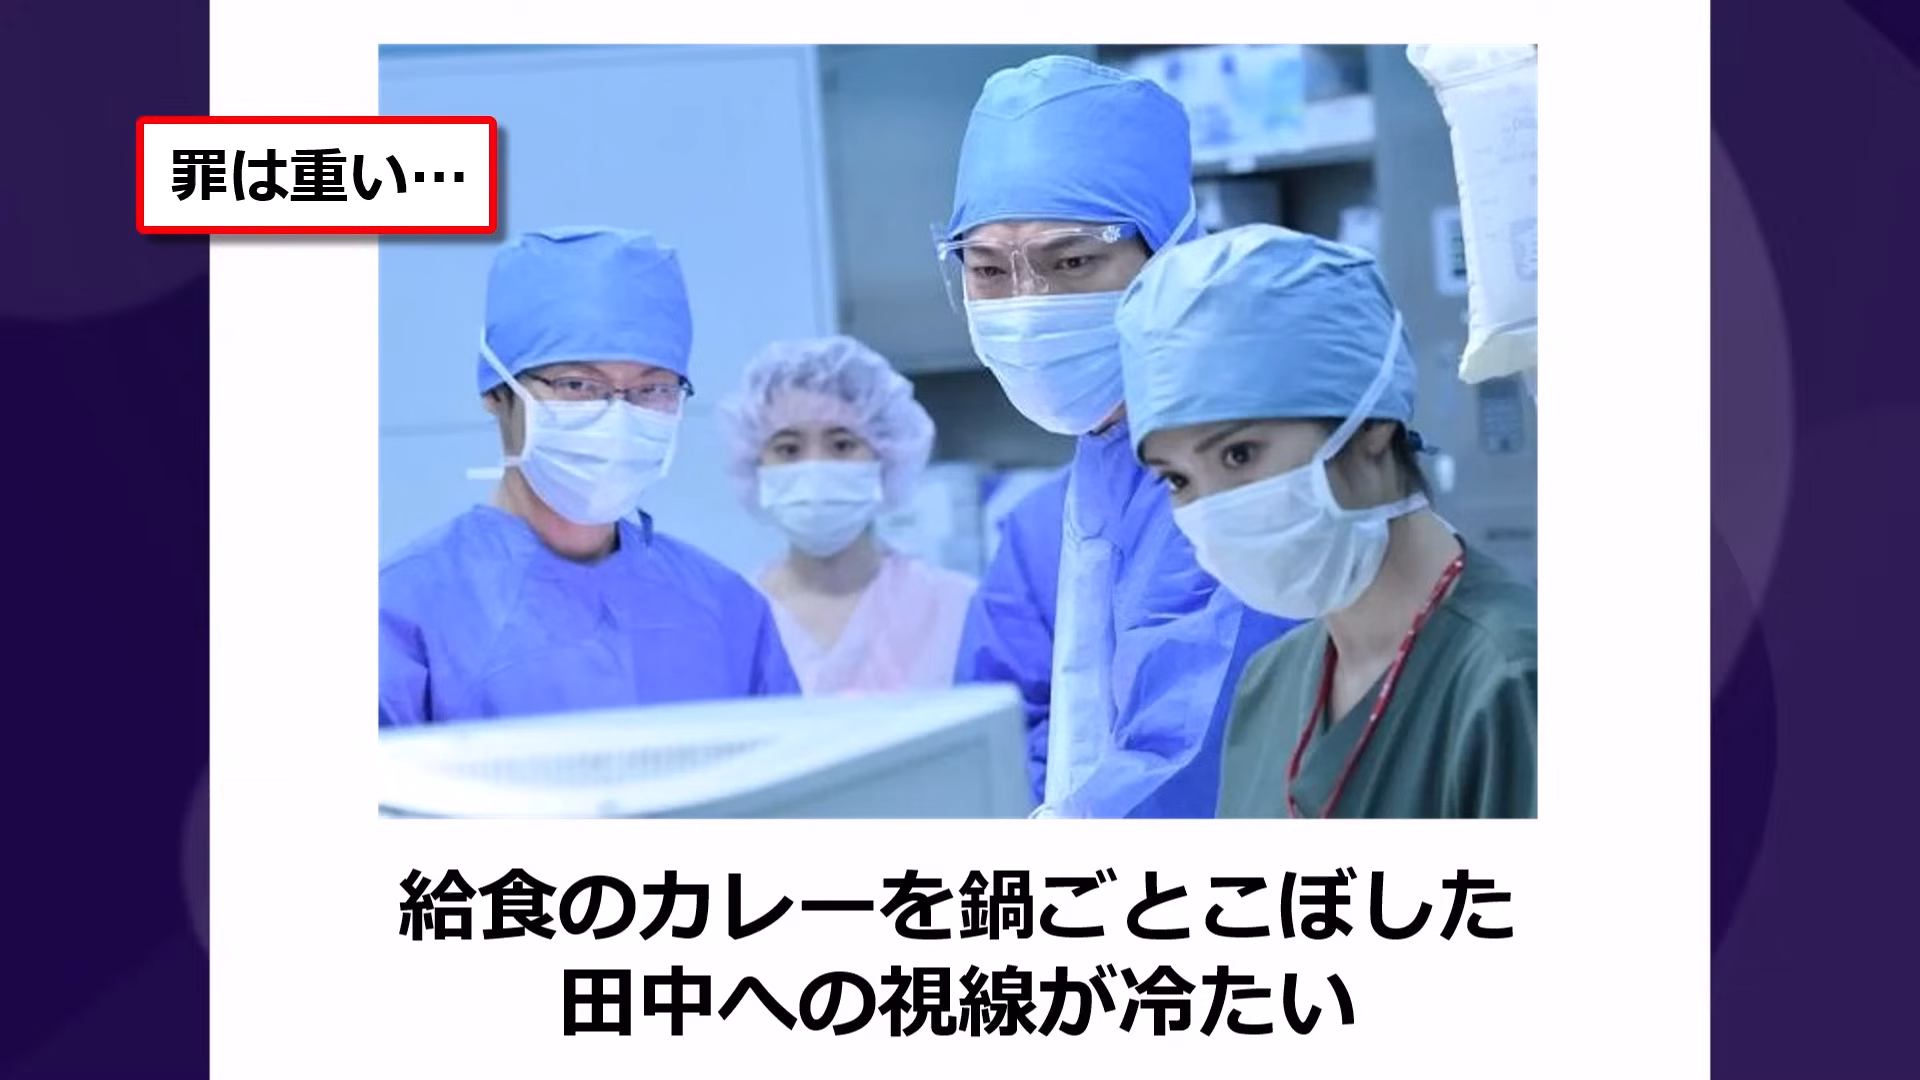 罪は重い…
給食のカレーを鍋ごとこぼした
田中への視線が冷たい